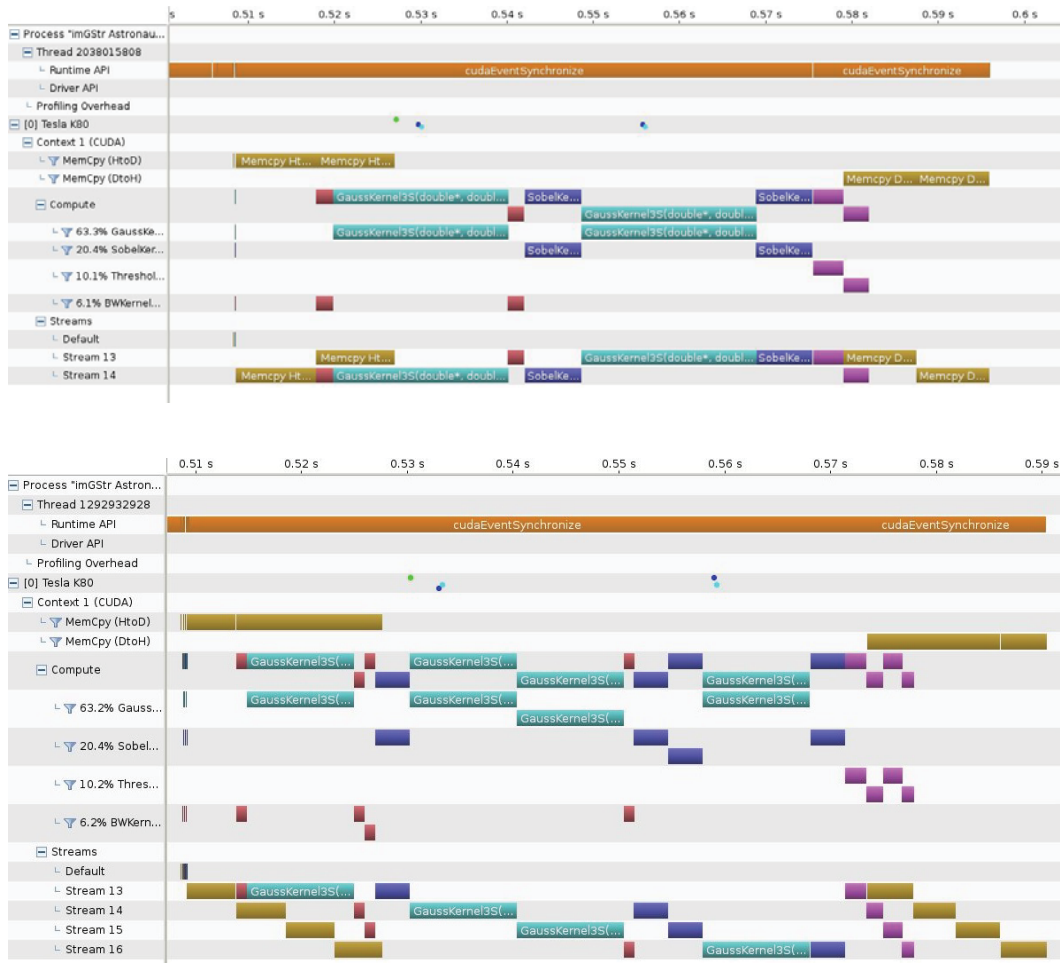 s 0.51 s 0.52 s 0.53 s 0.54 s 0.55 s 0.56 s 0.57 s 0.58 s 0.59 s 0.6 s
Process "imGStr Astronau...
Thread 2038015808
Runtime API cudaEventSynchronize cudaEventSynchronize
Driver API
Profiling Overhead
[0] Tesla K80
Context 1 (CUDA)
MemCpy (HtoD) Memcpy Ht... Memcpy Ht...
MemCpy (DtoH) Memcpy D... Memcpy D...
Compute GaussKernel3S(double*, doubl... SobelKe... SobelKe...
GaussKernel3S(double*, doubl...
63.3% GaussKe... GaussKernel3S(double*, doubl... GaussKernel3S(double*, doubl...
20.4% SobelKer... SobelKe... SobelKe...
10.1% Threshol...
6.1% BWKernel...
Streams
Default
Stream 13 Memcpy Ht... GaussKernel3S(double*, doubl... SobelKe... Memcpy D...
Stream 14 Memcpy Ht... GaussKernel3S(double*, doubl... SobelKe... Memcpy D...
0.51 s 0.52 s 0.53 s 0.54 s 0.55 s 0.56 s 0.57 s 0.58 s 0.59 s
Process "imGStr Astron...
Thread 1292932928
Runtime API cudaEventSynchronize cudaEventSynchronize
Driver API
Profiling Overhead
[0] Tesla K80
Context 1 (CUDA)
MemCpy (HtoD)
MemCpy (DtoH)
Compute GaussKernel3S(... GaussKernel3S(...
GaussKernel3S(... GaussKernel3S(...
63.2% Gauss... GaussKernel3S(... GaussKernel3S(... GaussKernel3S(...
GaussKernel3S(...
20.4% Sobel...
10.2% Thres...
6.2% BWKern...
Streams
Default
Stream 13 GaussKernel3S(...
Stream 14 GaussKernel3S(...
Stream 15 GaussKernel3S(...
Stream 16 GaussKernel3S(...